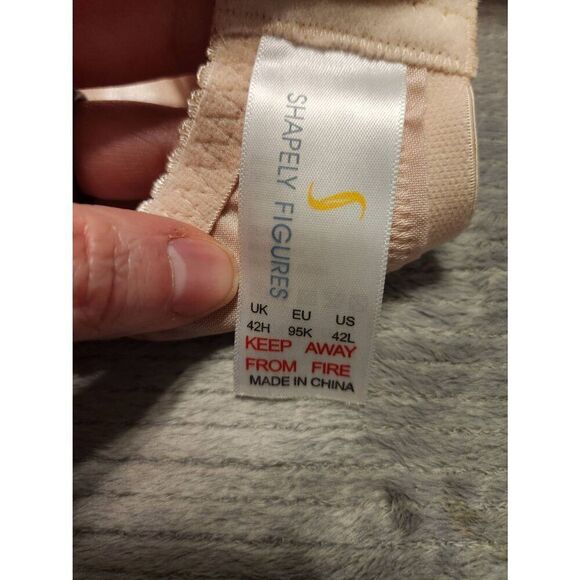 SHAPELY FIGURES
UK EU US
42H 95K 42L
KEEP AWAY
FROM FIRE
MADE IN CHINA